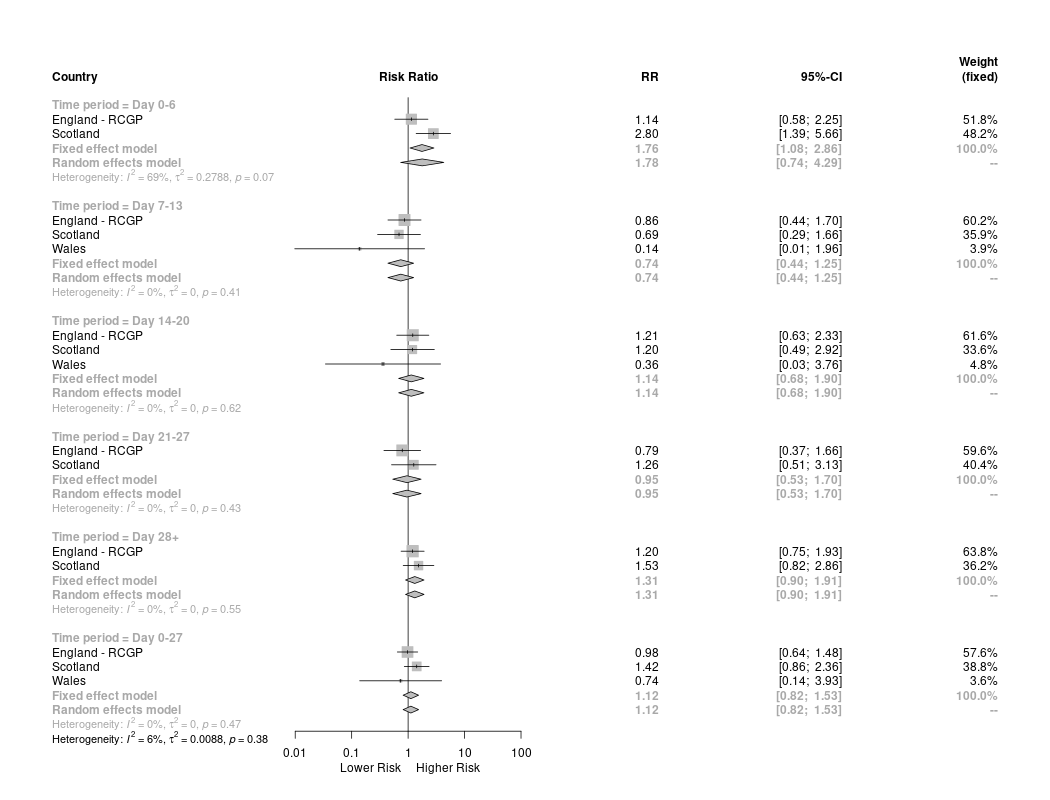 Weight
Country Risk Ratio RR 95%-CI (fixed)
Time period = Day 0-6
England - RCGP 1.14 [0.58; 2.25] 51.8%
Scotland 2.80 [1.39; 5.66] 48.2%
Fixed effect model 1.76 [1.08; 2.86] 100.0%
Random effects model 1.78 [0.74; 4.29] --
Heterogeneity: I² = 69%, τ² = 0.2788, p = 0.07
Time period = Day 7-13
England - RCGP 0.86 [0.44; 1.70] 60.2%
Scotland 0.69 [0.29; 1.66] 35.9%
Wales 0.14 [0.01; 1.96] 3.9%
Fixed effect model 0.74 [0.44; 1.25] 100.0%
Random effects model 0.74 [0.44; 1.25] --
Heterogeneity: I² = 0%, τ² = 0, p = 0.41
Time period = Day 14-20
England - RCGP 1.21 [0.63; 2.33] 61.6%
Scotland 1.20 [0.49; 2.92] 33.6%
Wales 0.36 [0.03; 3.76] 4.8%
Fixed effect model 1.14 [0.68; 1.90] 100.0%
Random effects model 1.14 [0.68; 1.90] --
Heterogeneity: I² = 0%, τ² = 0, p = 0.62
Time period = Day 21-27
England - RCGP 0.79 [0.37; 1.66] 59.6%
Scotland 1.26 [0.51; 3.13] 40.4%
Fixed effect model 0.95 [0.53; 1.70] 100.0%
Random effects model 0.95 [0.53; 1.70] --
Heterogeneity: I² = 0%, τ² = 0, p = 0.43
Time period = Day 28+
England - RCGP 1.20 [0.75; 1.93] 63.8%
Scotland 1.53 [0.82; 2.86] 36.2%
Fixed effect model 1.31 [0.90; 1.91] 100.0%
Random effects model 1.31 [0.90; 1.91] --
Heterogeneity: I² = 0%, τ² = 0, p = 0.55
Time period = Day 0-27
England - RCGP 0.98 [0.64; 1.48] 57.6%
Scotland 1.42 [0.86; 2.36] 38.8%
Wales 0.74 [0.14; 3.93] 3.6%
Fixed effect model 1.12 [0.82; 1.53] 100.0%
Random effects model 1.12 [0.82; 1.53] --
Heterogeneity: I² = 0%, τ² = 0, p = 0.47
Heterogeneity: I² = 6%, τ² = 0.0088, p = 0.38
0.01 0.1 1 10 100
Lower Risk Higher Risk